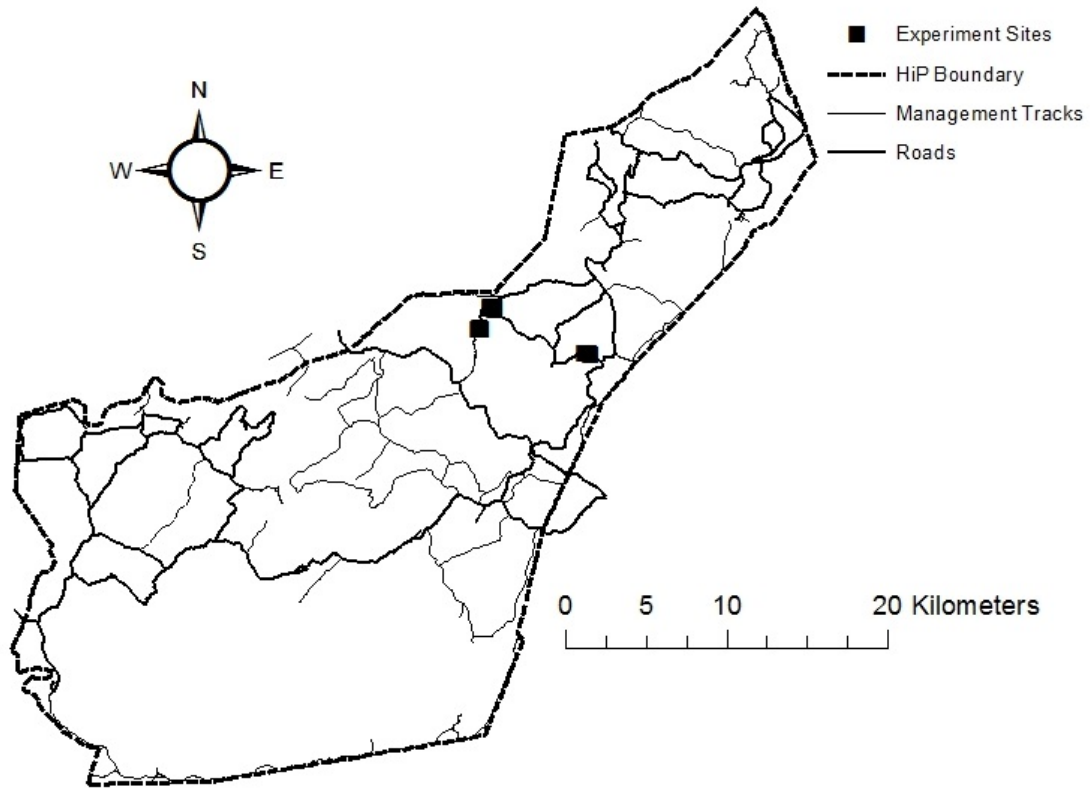 N
W E
S
Experiment Sites
HiP Boundary
Management Tracks
Roads
0 5 10 20 Kilometers